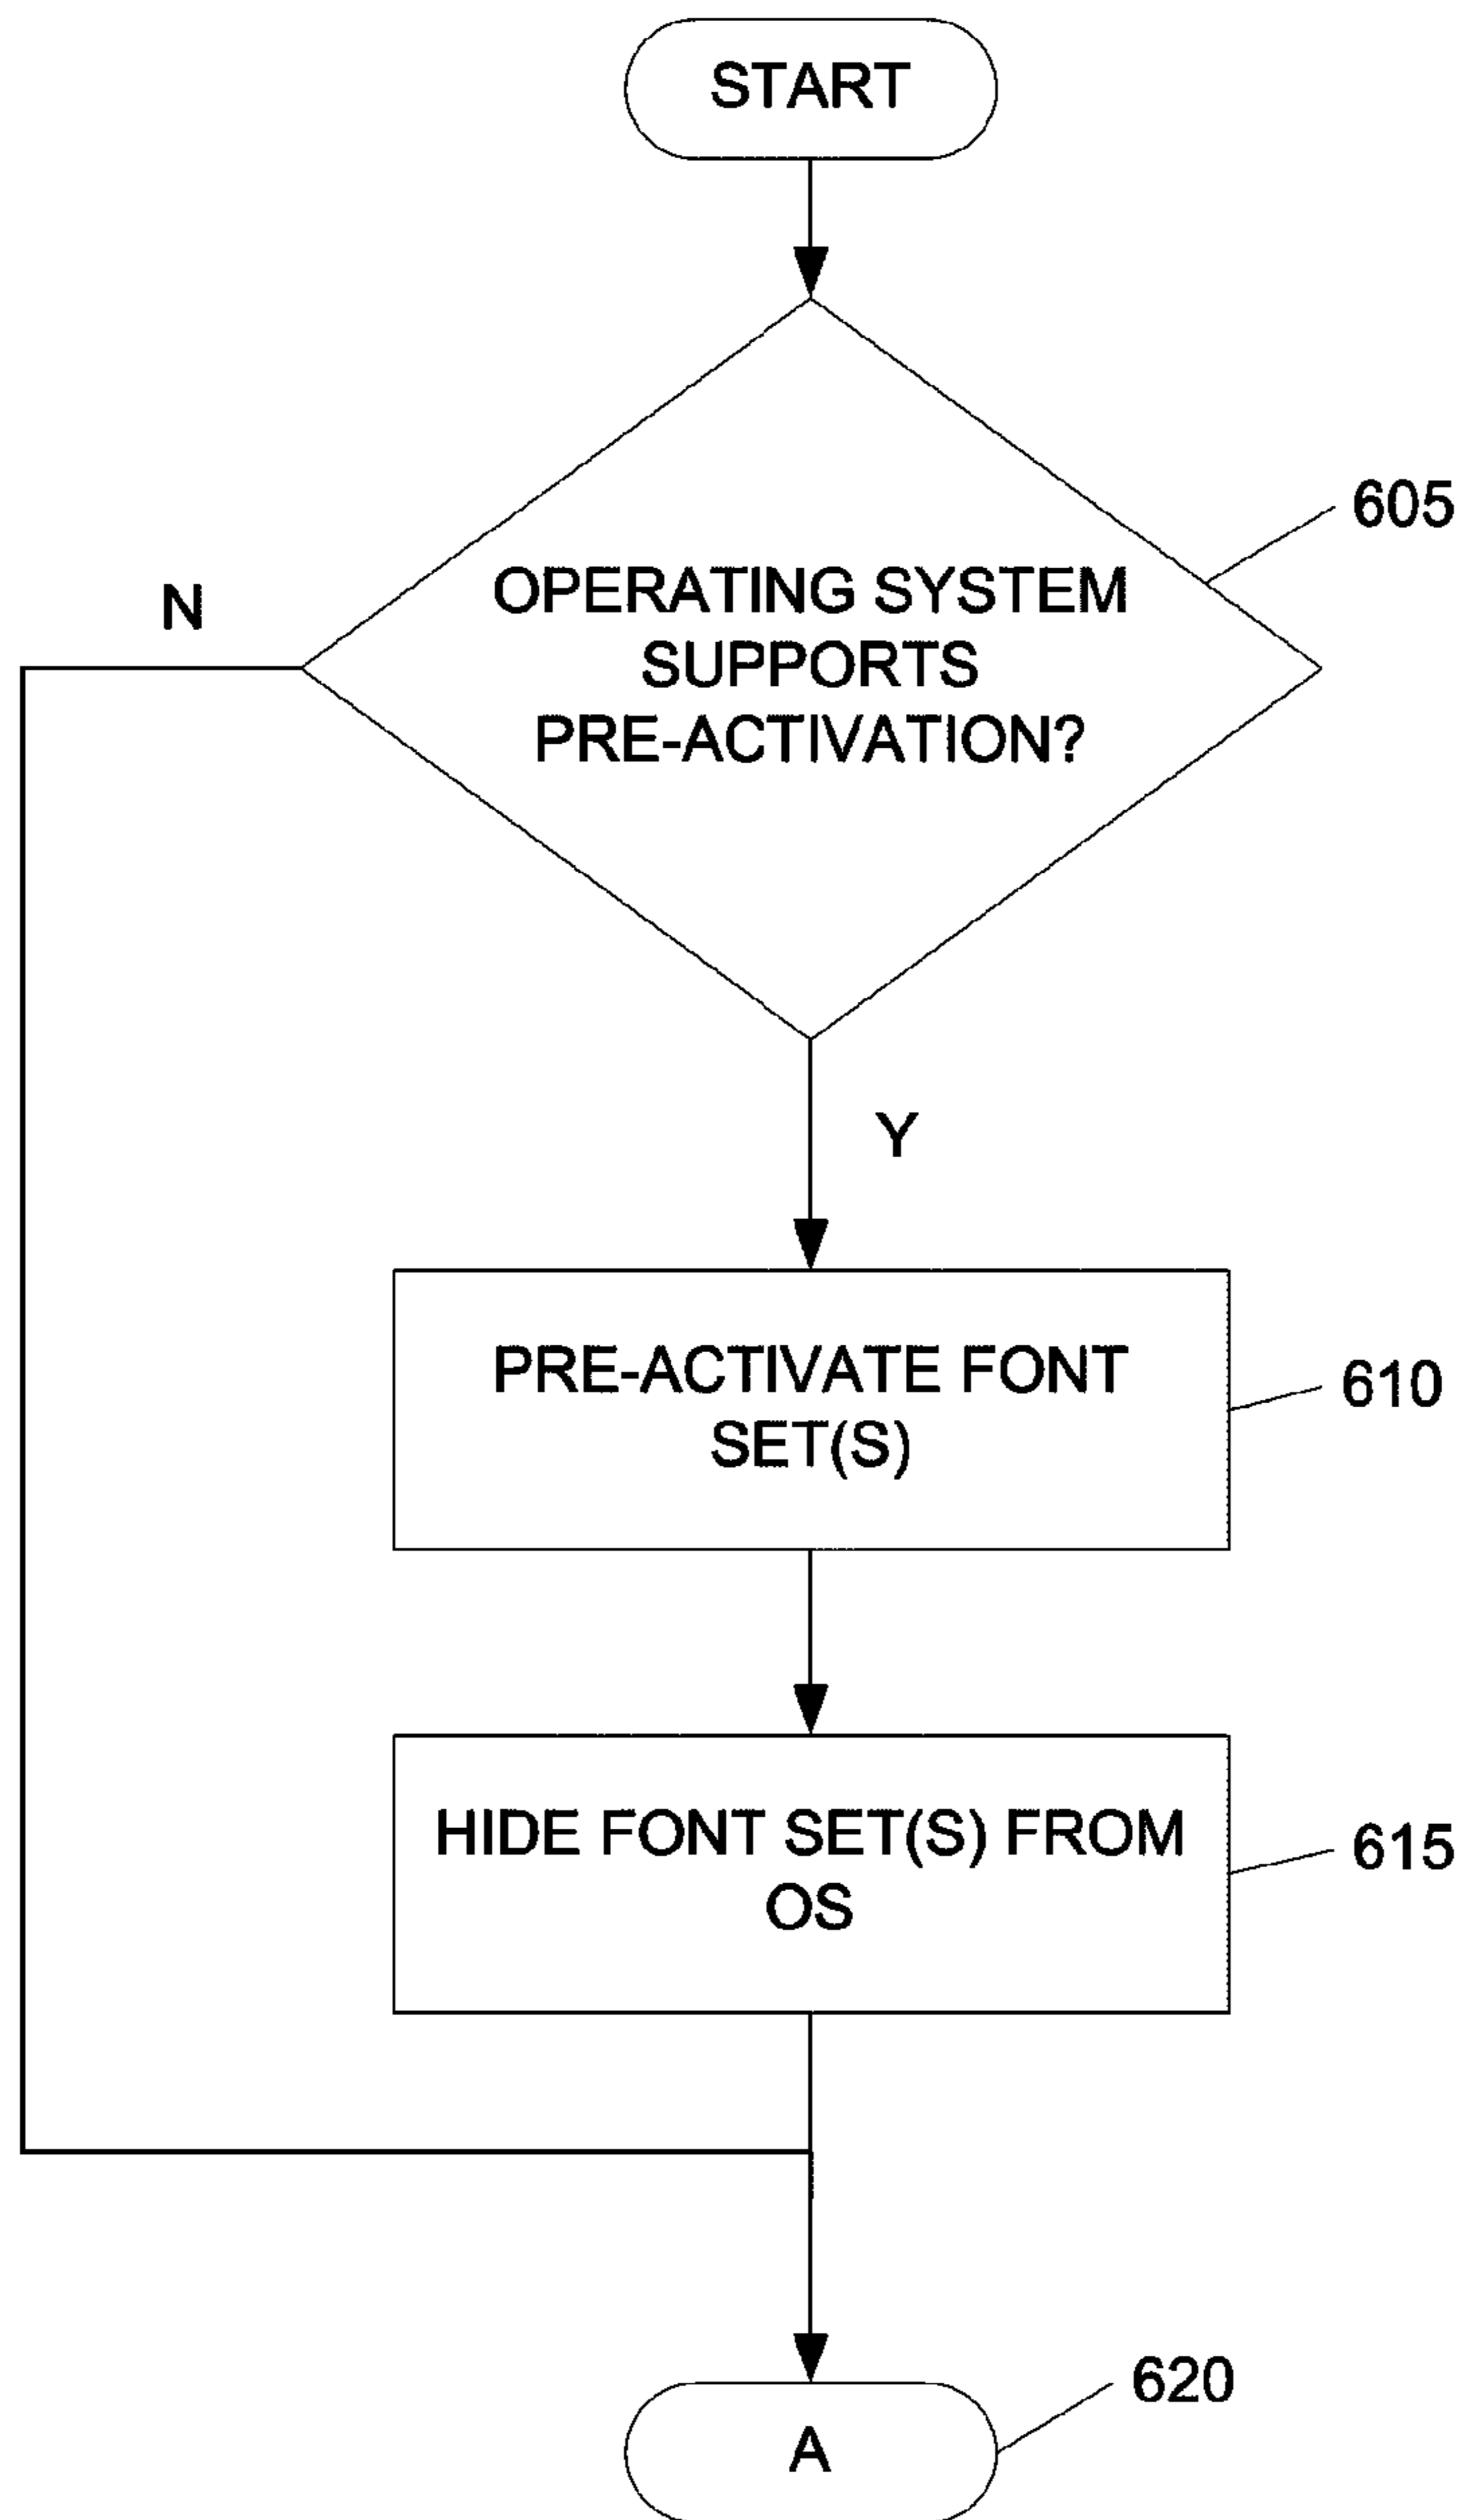 START
605
N
OPERATING SYSTEM
SUPPORTS
PRE-ACTIVATION?
Y
PRE-ACTIVATE FONT
SET(S)
610
HIDE FONT SET(S) FROM
OS
615
620
A